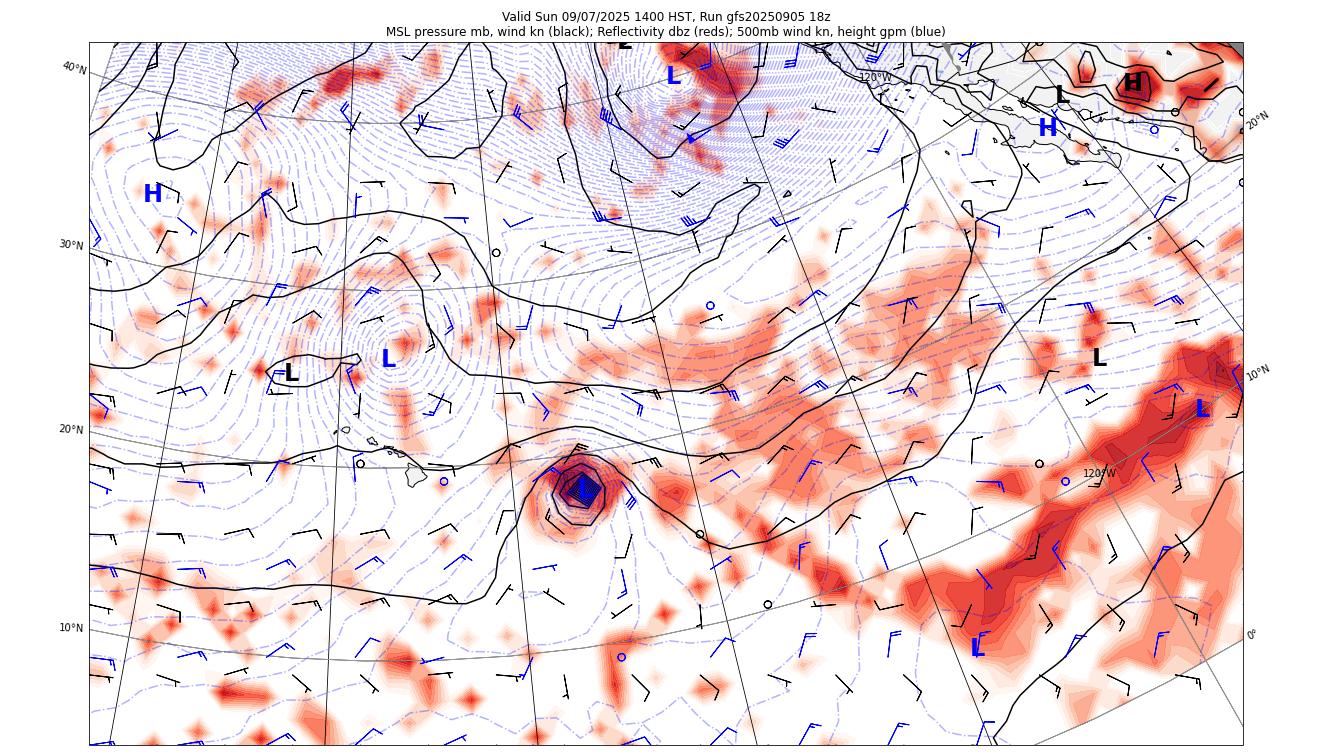 Valid Sun 09/07/2025 1400 HST, Run gfs20250905 18z
MSL pressure mb, wind kn (black); Reflectivity dbz (reds); 500mb wind kn, height gpm (blue)
L
40°N
L
120°W
H
L
20°N
H
H
30°N
L
L
L
10°N
L
20°N
L
120°W
10°N
0°
L